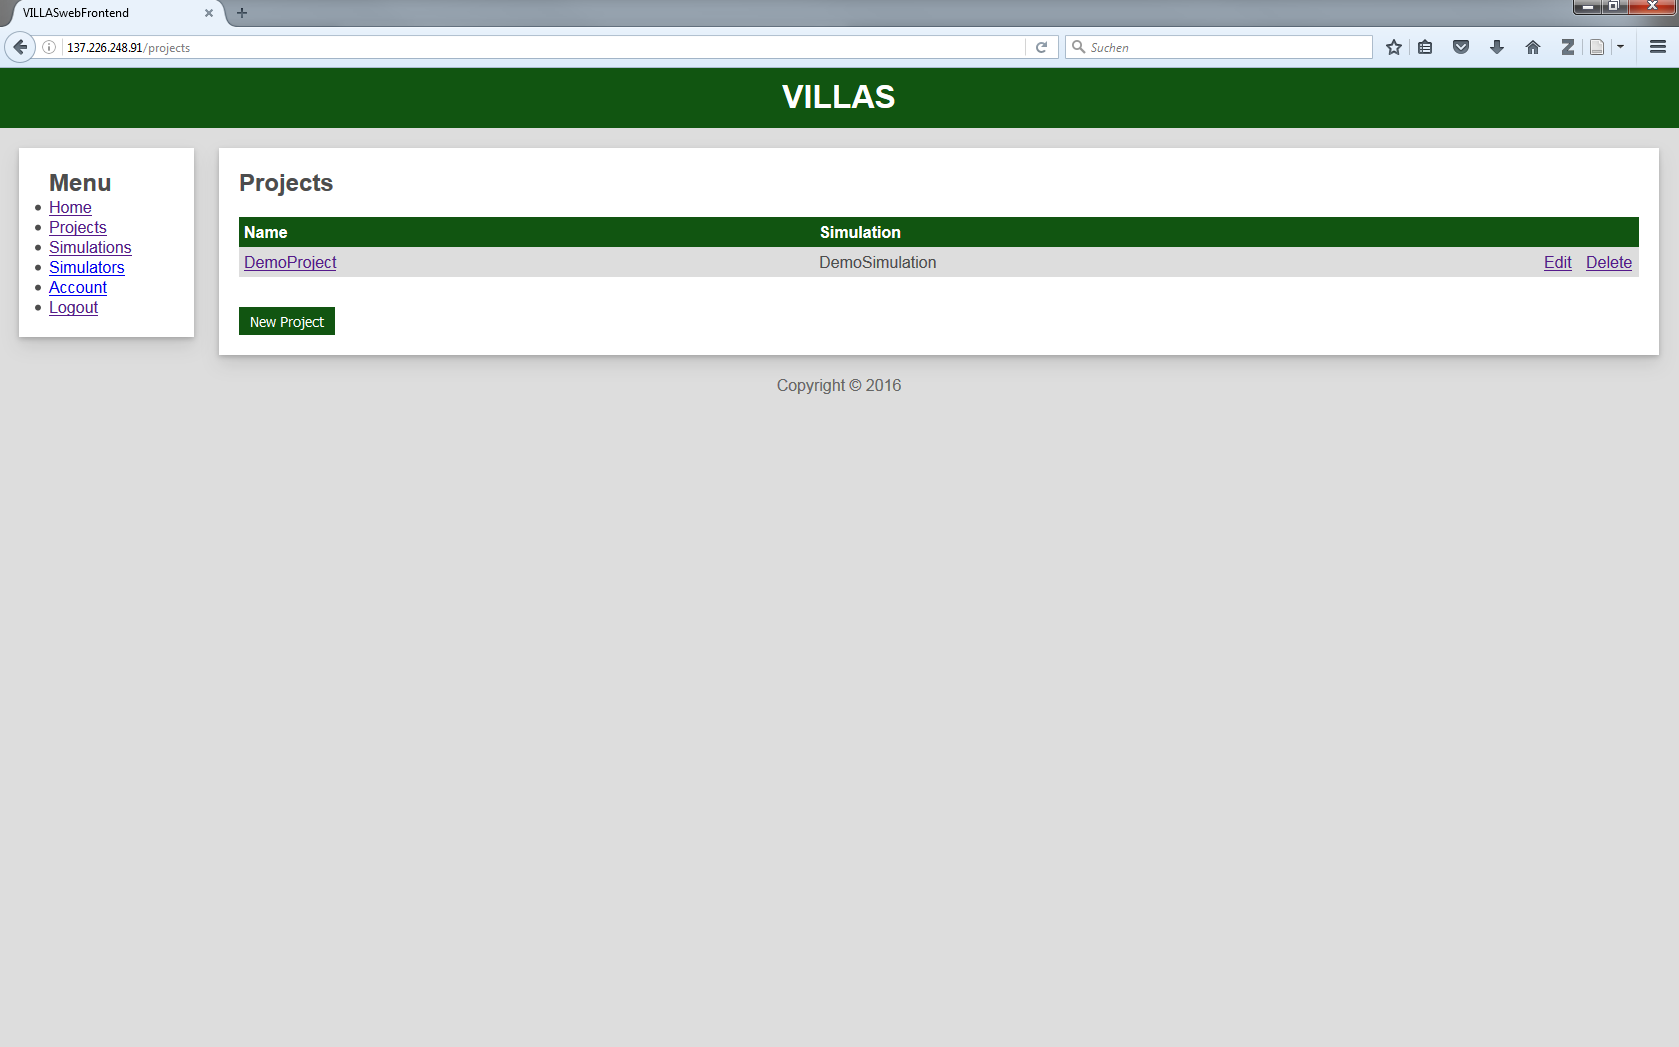 VILLASwebFrontend
137.226.248.91/projects
Suchen
VILLAS
Menu
Home
Projects
Simulations
Simulators
Account
Logout
Projects
Name Simulation
DemoProject DemoSimulation Edit Delete
New Project
Copyright © 2016